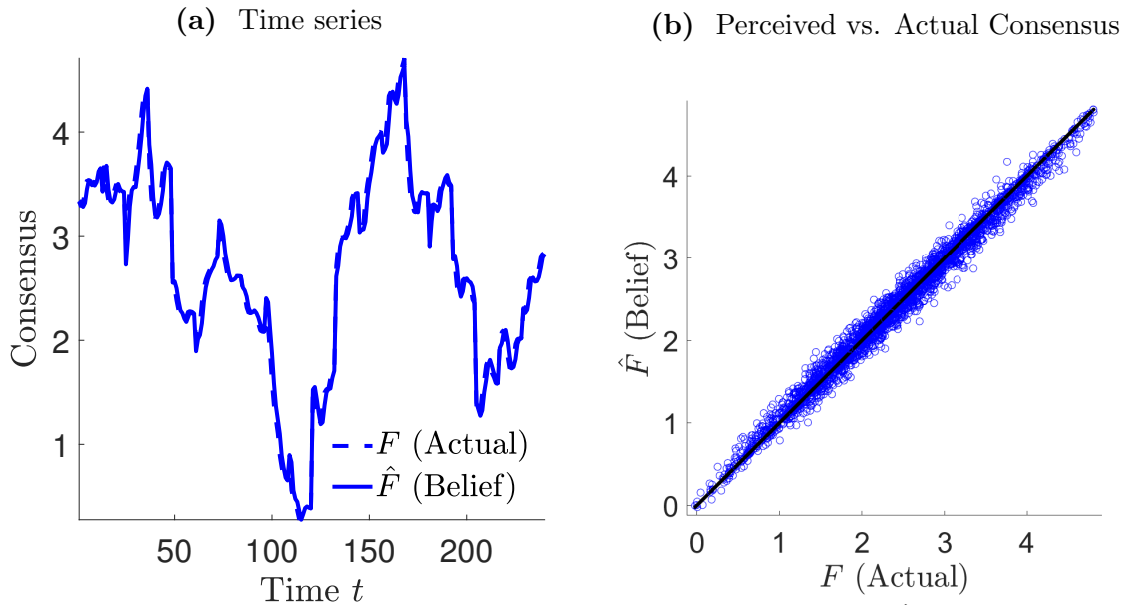 (a) Time series
Consensus
4
3
2
1
50 100 150 200
Time t
F (Actual)
F̂ (Belief)
(b) Perceived vs. Actual Consensus
F̂ (Belief)
4
3
2
1
0
0 1 2 3 4
F (Actual)